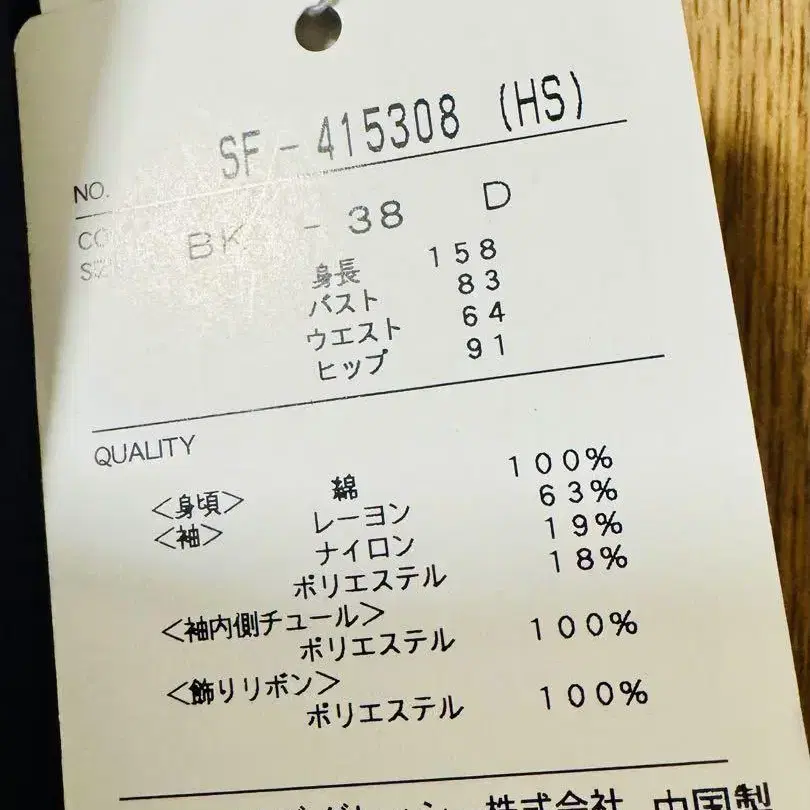 NO. SF-415308 (HS)
CO BK - 38 D
SZ
身長 158
バスト 83
ウエスト 64
ヒップ 91
QUALITY
<身頃> 綿 100%
<袖> レーヨン 63%
ナイロン 19%
ポリエステル 18%
<袖内側チュール>
ポリエステル 100%
<飾りリボン>
ポリエステル 100%
株式会社 中国製